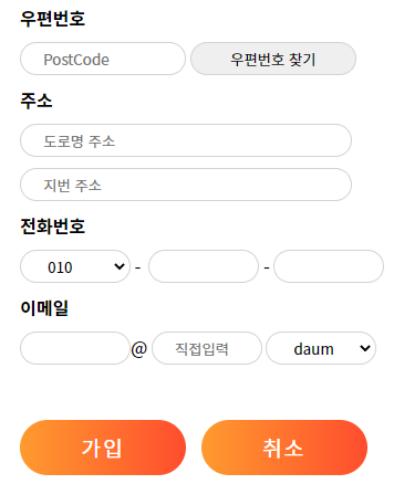 우편번호
PostCode 우편번호 찾기
주소
도로명 주소
지번 주소
전화번호
010 - -
이메일
@ 직접입력 daum
가입 취소